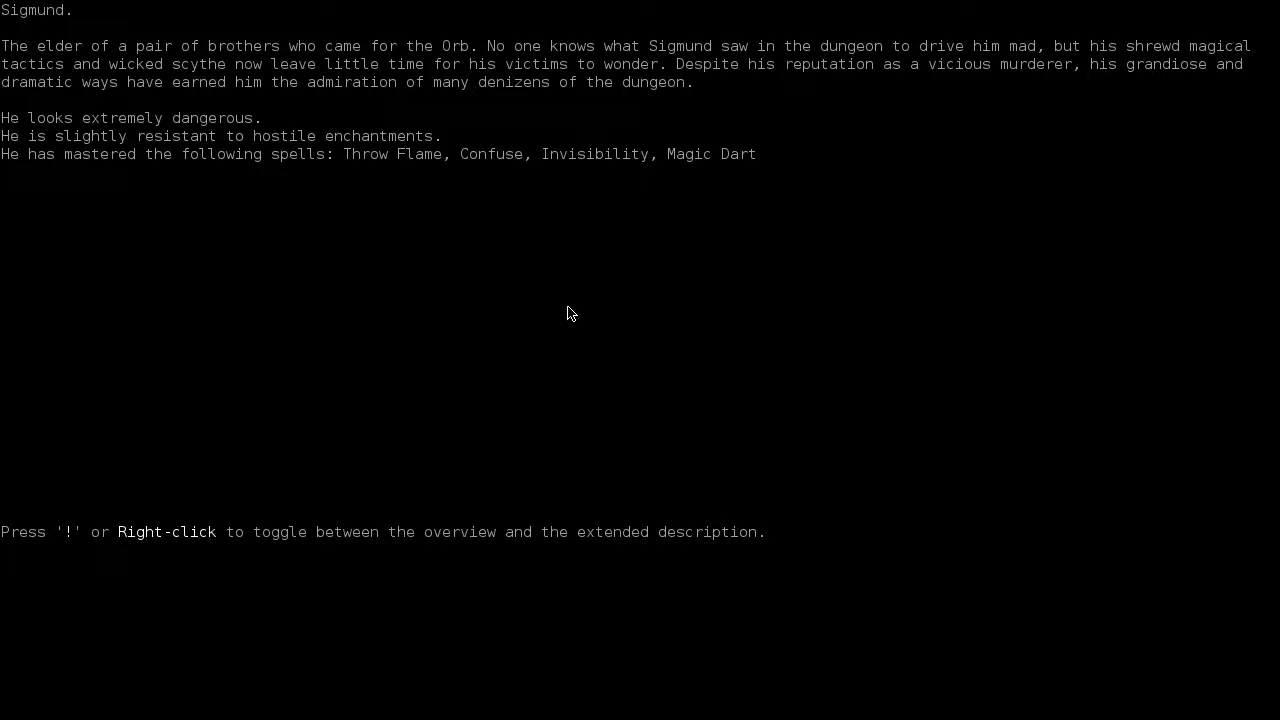 Sigmund.
The elder of a pair of brothers who came for the Orb. No one knows what Sigmund saw in the dungeon to drive him mad, but his shrewd magical
tactics and wicked scythe now leave little time for his victims to wonder. Despite his reputation as a vicious murderer, his grandiose and
dramatic ways have earned him the admiration of many denizens of the dungeon.
He looks extremely dangerous.
He is slightly resistant to hostile enchantments.
He has mastered the following spells: Throw Flame, Confuse, Invisibility, Magic Dart
Press '!' or Right-click to toggle between the overview and the extended description.